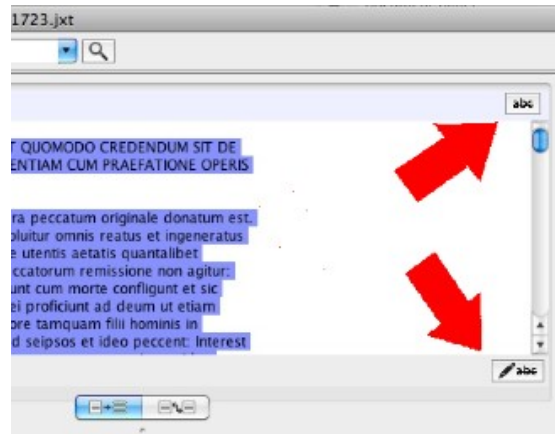 1723.jxt
abc
T QUOMODO CREDENDUM SIT DE
ENTIAM CUM PRAEFATIONE OPERIS
ra peccatum originale donatum est.
oluitur omnis reatus et ingeneratus
e utentis aetatis quantalibet
ccatorum remissione non agitur:
unt cum morte confligunt et sic
ei proficiunt ad deum ut etiam
ore tamquam filii hominis in
d seipsos et ideo peccent: Interest
abc